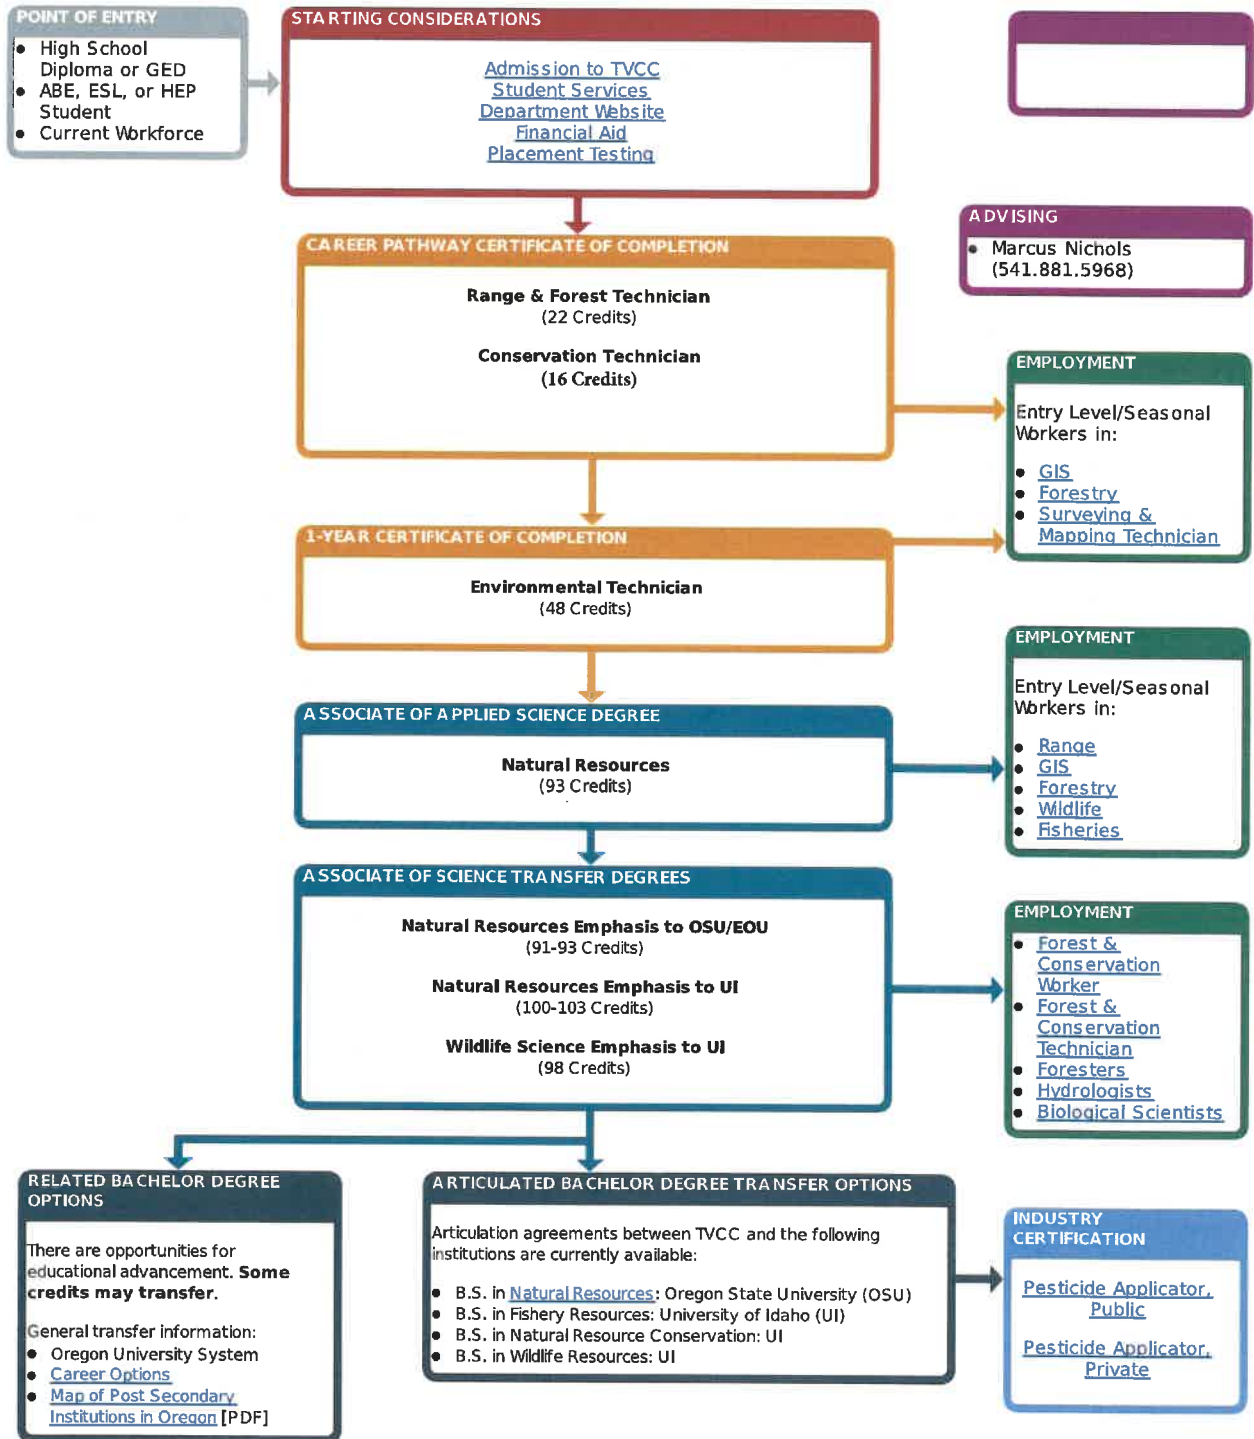 POINT OF ENTRY
• High School
Diploma or GED
• ABE, ESL, or HEP
Student
• Current Workforce
STARTING CONSIDERATIONS
Admission to TVCC
Student Services
Department Website
Financial Aid
Placement Testing
ADVISING
• Marcus Nichols
(541.881.5968)
CAREER PATHWAY CERTIFICATE OF COMPLETION
Range & Forest Technician
(22 Credits)
Conservation Technician
(16 Credits)
EMPLOYMENT
Entry Level/Seasonal
Workers in:
• GIS
• Forestry
• Surveying &
Mapping Technician
1-YEAR CERTIFICATE OF COMPLETION
Environmental Technician
(48 Credits)
EMPLOYMENT
Entry Level/Seasonal
Workers in:
• Range
• GIS
• Forestry
• Wildlife
• Fisheries
ASSOCIATE OF APPLIED SCIENCE DEGREE
Natural Resources
(93 Credits)
ASSOCIATE OF SCIENCE TRANSFER DEGREES
Natural Resources Emphasis to OSU/EOU
(91-93 Credits)
Natural Resources Emphasis to UI
(100-103 Credits)
Wildlife Science Emphasis to UI
(98 Credits)
EMPLOYMENT
• Forest &
Conservation
Worker
• Forest &
Conservation
Technician
• Foresters
• Hydrologists
• Biological Scientists
RELATED BACHELOR DEGREE
OPTIONS
There are opportunities for
educational advancement. Some
credits may transfer.
General transfer information:
• Oregon University System
• Career Options
• Map of Post Secondary
Institutions in Oregon [PDF]
ARTICULATED BACHELOR DEGREE TRANSFER OPTIONS
Articulation agreements between TVCC and the following
institutions are currently available:
• B.S. in Natural Resources: Oregon State University (OSU)
• B.S. in Fishery Resources: University of Idaho (UI)
• B.S. in Natural Resource Conservation: UI
• B.S. in Wildlife Resources: UI
INDUSTRY
CERTIFICATION
Pesticide Applicator,
Public
Pesticide Applicator,
Private